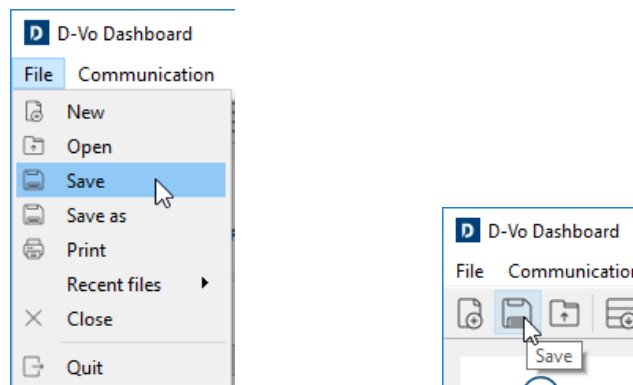 D D-Vo Dashboard
File Communication
New
Open
Save
Save as
Print
Recent files
Close
Quit
D D-Vo Dashboard
File Communication
Save